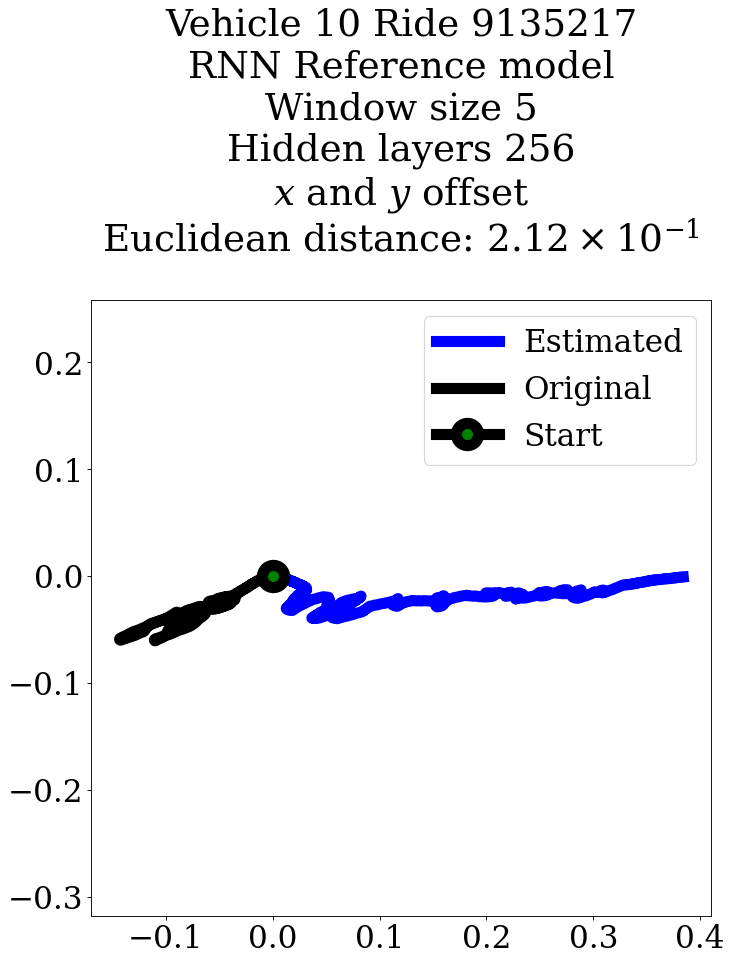 Vehicle 10 Ride 9135217
RNN Reference model
Window size 5
Hidden layers 256
x and y offset
Euclidean distance: 2.12 × 10⁻¹
Estimated
Original
Start
0.2
0.1
0.0
−0.1
−0.2
−0.3
−0.1 0.0 0.1 0.2 0.3 0.4